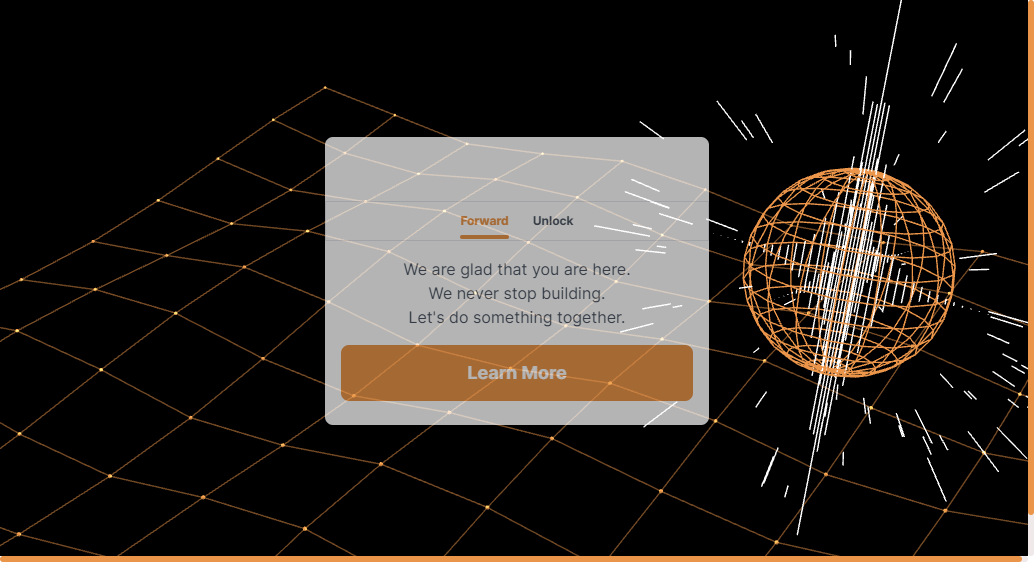 Forward Unlock
We are glad that you are here.
We never stop building.
Let's do something together.
Learn More